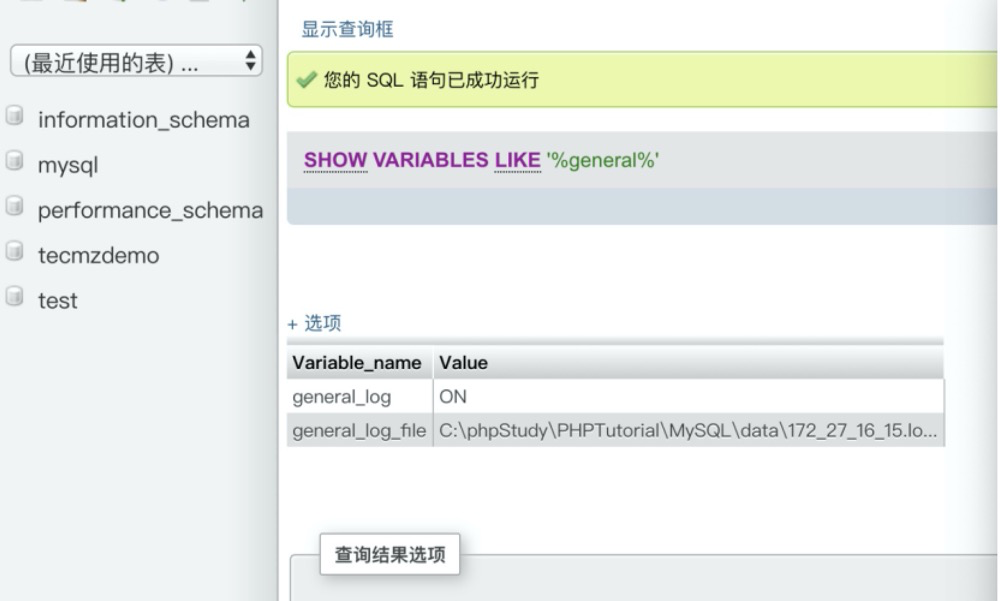 显示查询框
(最近使用的表) ...
您的 SQL 语句已成功运行
information_schema
mysql
SHOW VARIABLES LIKE '%general%'
performance_schema
tecmzdemo
test
+ 选项
Variable_name Value
general_log ON
general_log_file C:\phpStudy\PHPTutorial\MySQL\data\172_27_16_15.lo...
查询结果选项